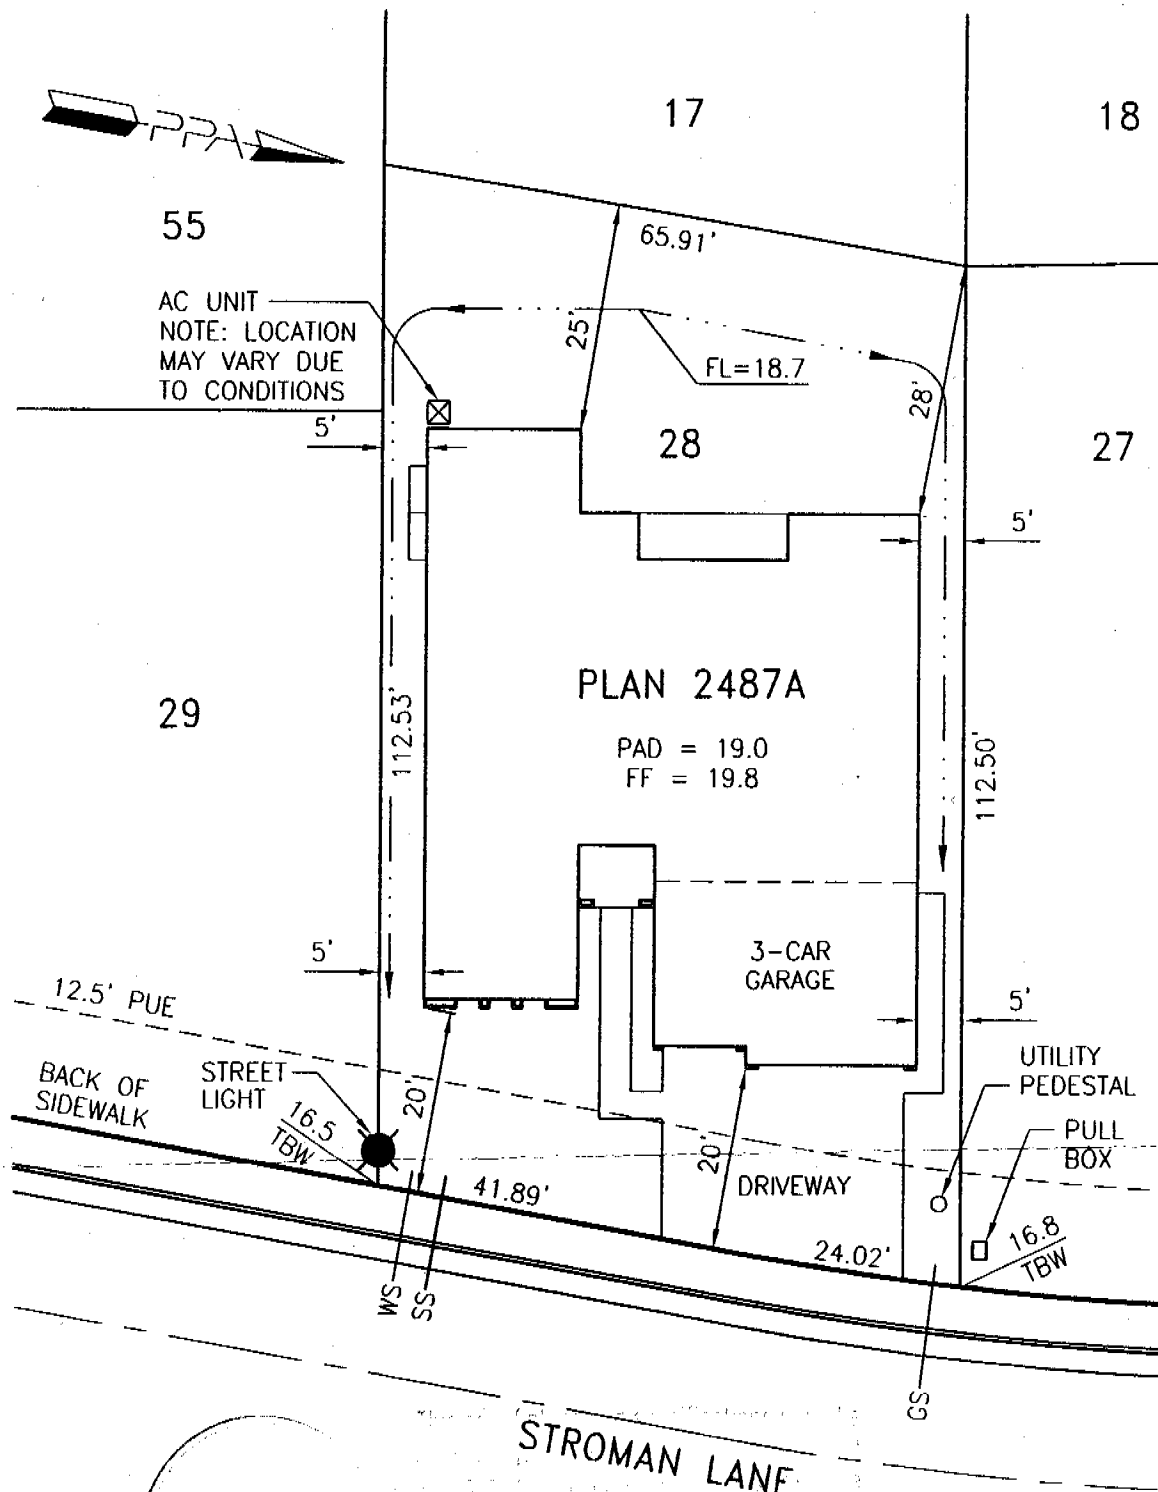 17
18
PPA
55
65.91'
AC UNIT
NOTE: LOCATION
MAY VARY DUE
TO CONDITIONS
25'
FL=18.7
28'
5'
28
27
5'
PLAN 2487A
29
112.53'
PAD = 19.0
FF = 19.8
112.50'
5'
3-CAR
GARAGE
12.5' PUE
5'
BACK OF
SIDEWALK
STREET
LIGHT
16.5
TBW
20'
UTILITY
PEDESTAL
PULL
BOX
20'
DRIVEWAY
41.89'
24.02'
16.8
TBW
WS
SS
GS
STROMAN LANE